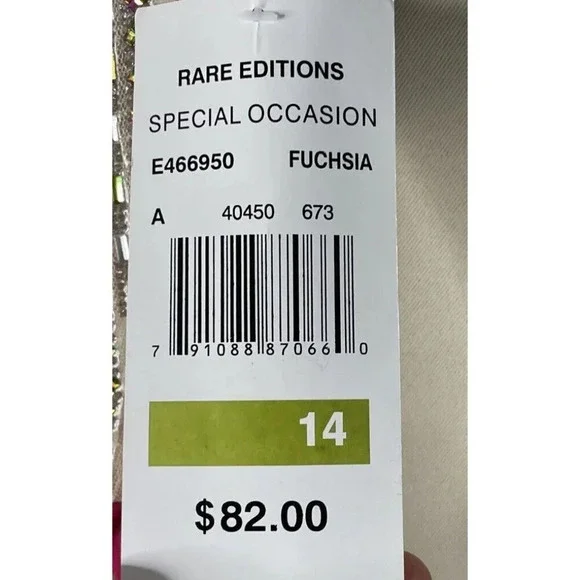 RARE EDITIONS
SPECIAL OCCASION
E466950 FUCHSIA
A 40450 673
7 91088 87066 0
14
$82.00